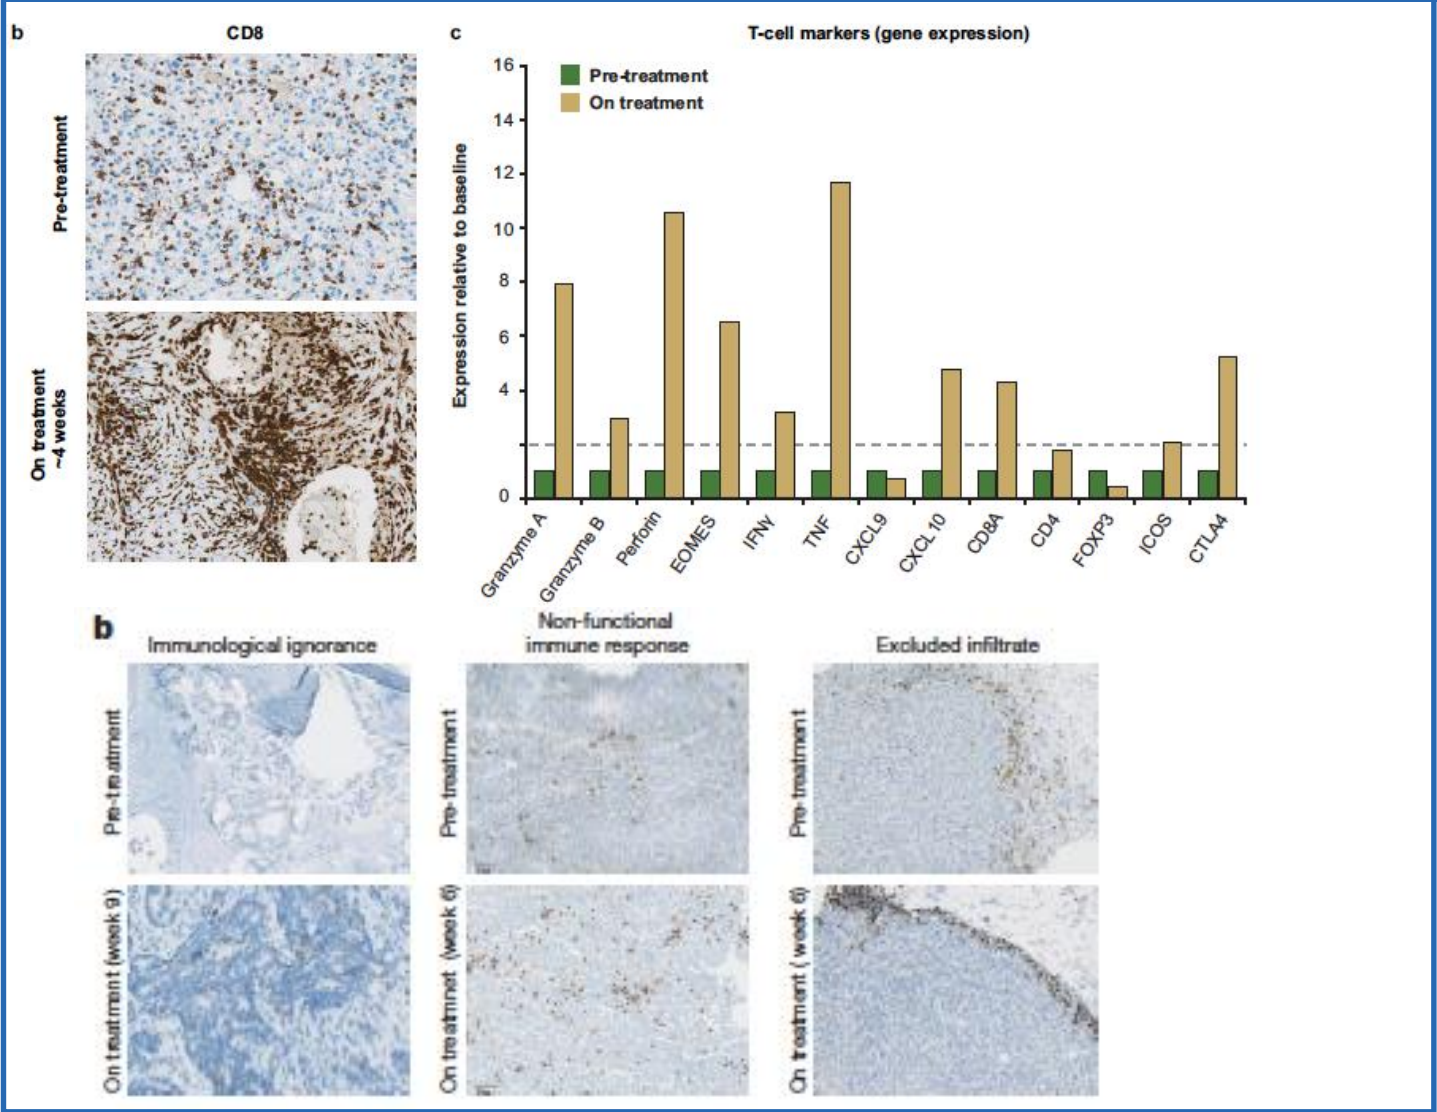 b
CD8
Pre-treatment
On treatment
~4 weeks
c
T-cell markers (gene expression)
Pre-treatment
On treatment
Expression relative to baseline
16
14
12
10
8
6
4
0
Granzyme A
Granzyme B
Perforin
EOMES
IFNγ
TNF
CXCL9
CXCL10
CD8A
CD4
FOXP3
ICOS
CTLA4
b
Immunological ignorance
Non-functional
immune response
Excluded infiltrate
Pre-treatment
Pre-treatment
Pre-treatment
On treatment (week 9)
On treatmnet (week 6)
On treatment (week 6)